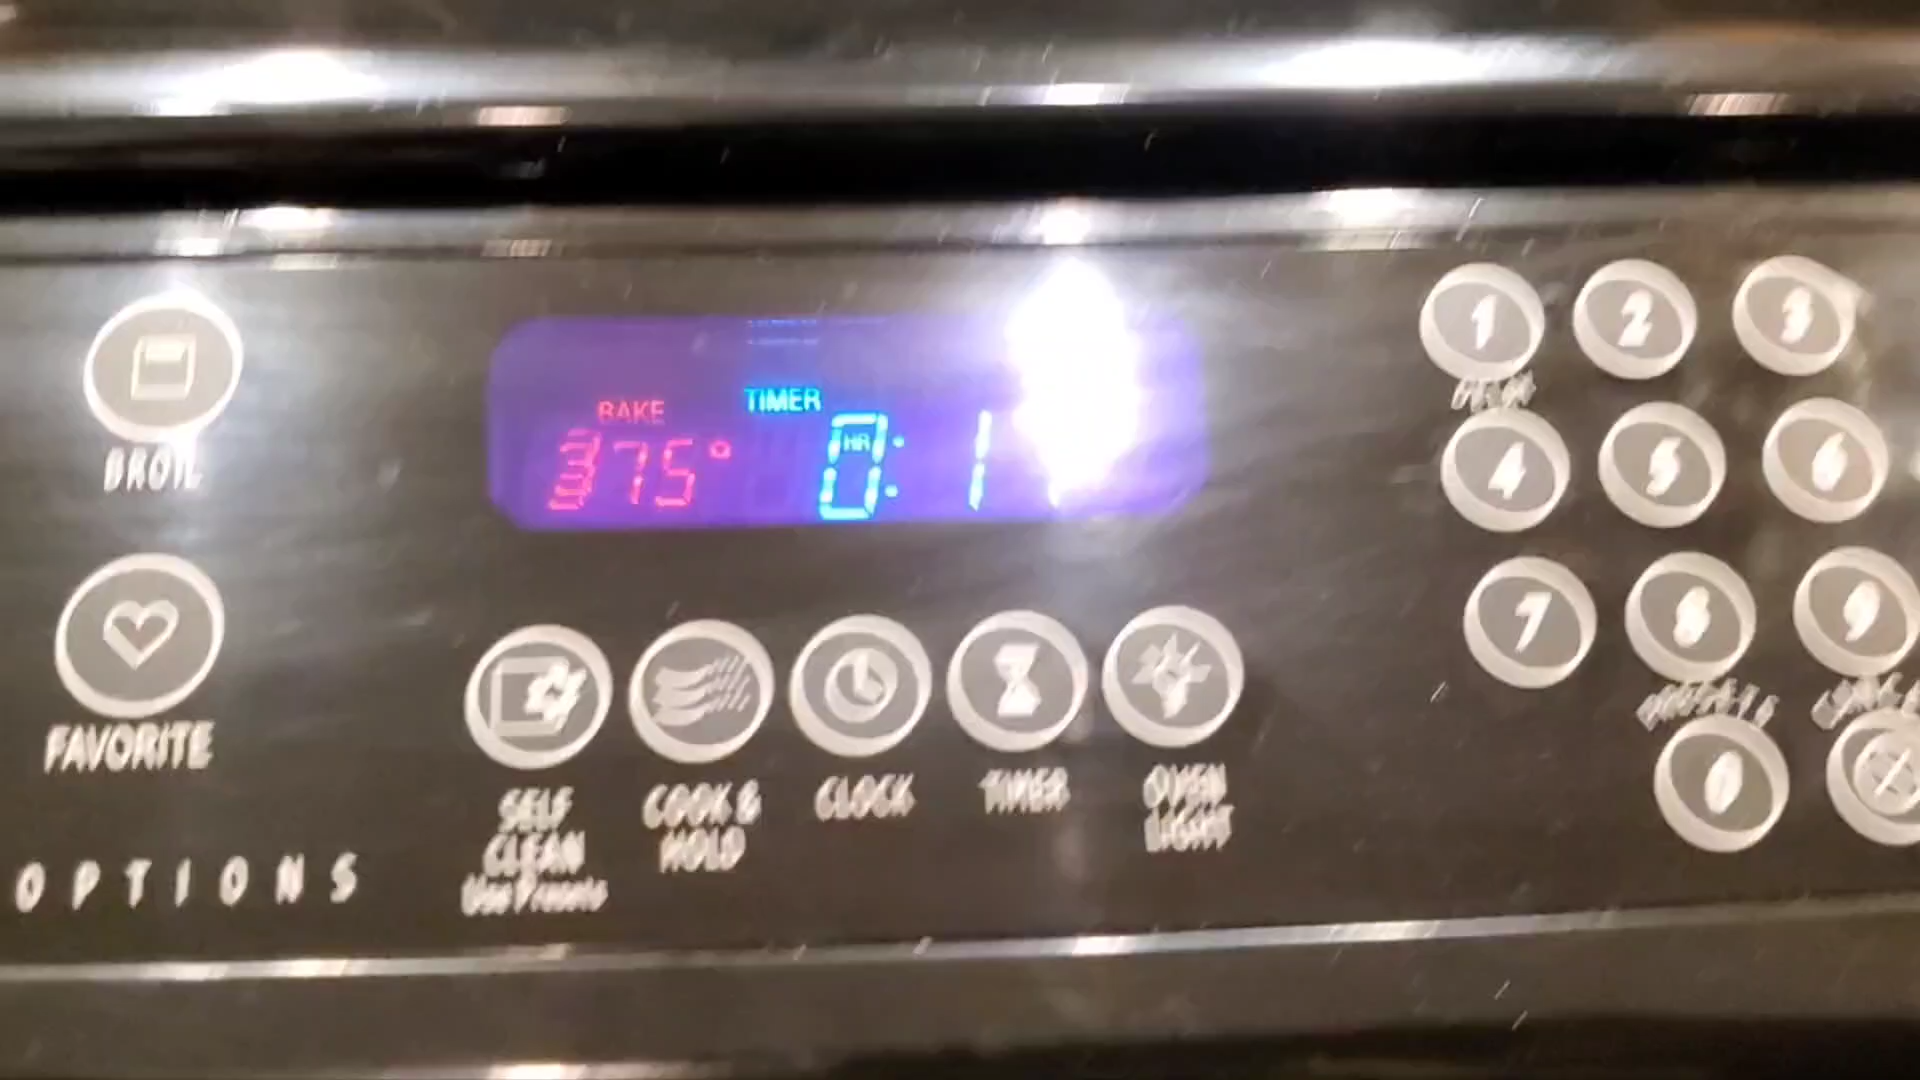 BAKE TIMER
375° 0: 1
HR
BROIL
FAVORITE
OPTIONS
SELF
CLEAN
Use Presets
COOK &
HOLD
CLOCK
TIMER
OVEN
LIGHT
1 2 3
4 5 6
7 8 9
0